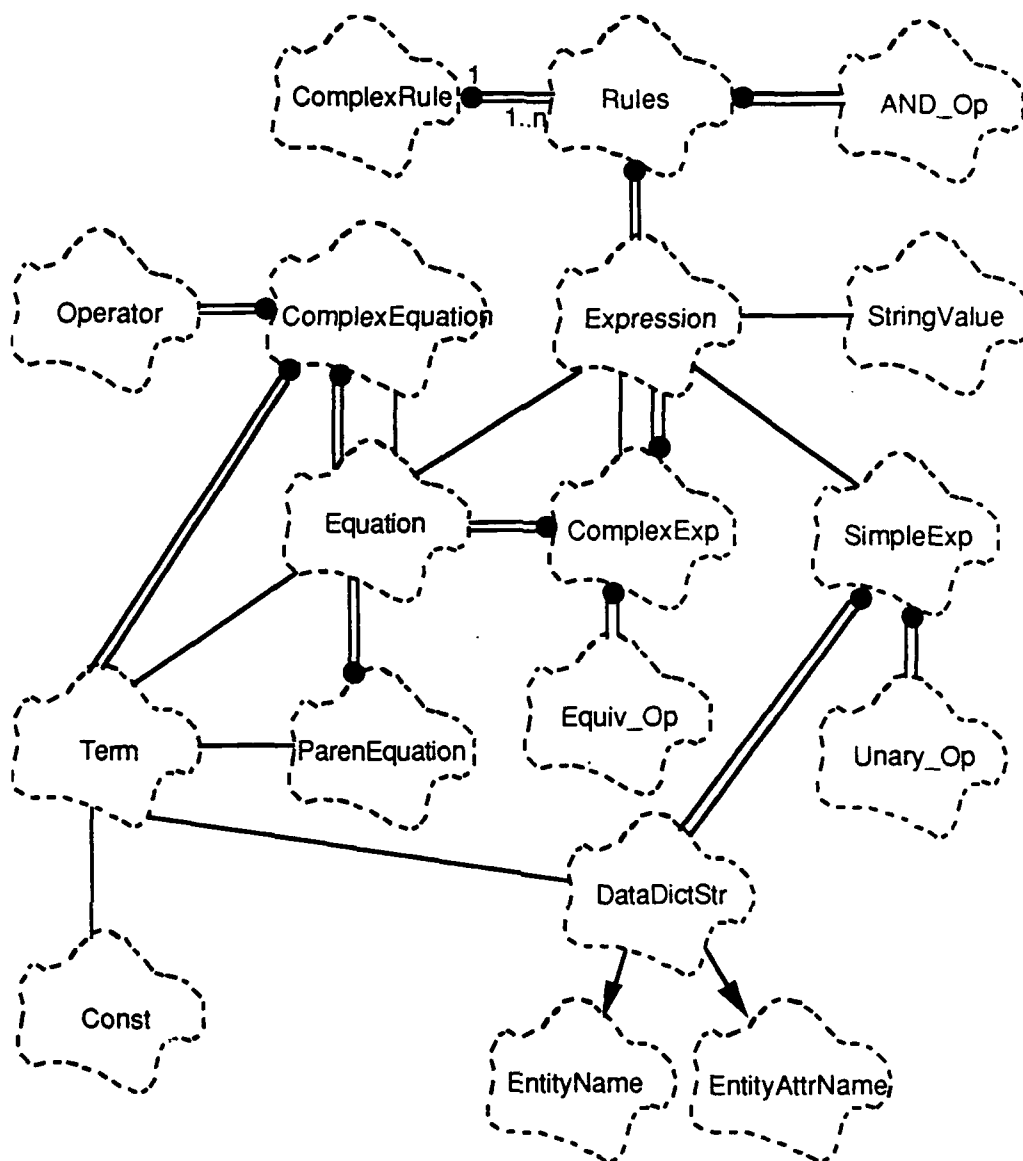 ComplexRule
1
1..n
Rules
AND_Op
Operator
ComplexEquation
Expression
StringValue
Equation
ComplexExp
SimpleExp
Term
ParenEquation
Equiv_Op
Unary_Op
DataDictStr
Const
EntityName
EntityAttrName